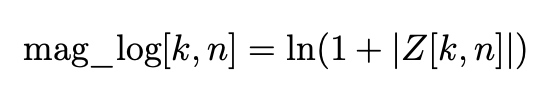 mag_log[k, n] = ln(1 + |Z[k, n]|)